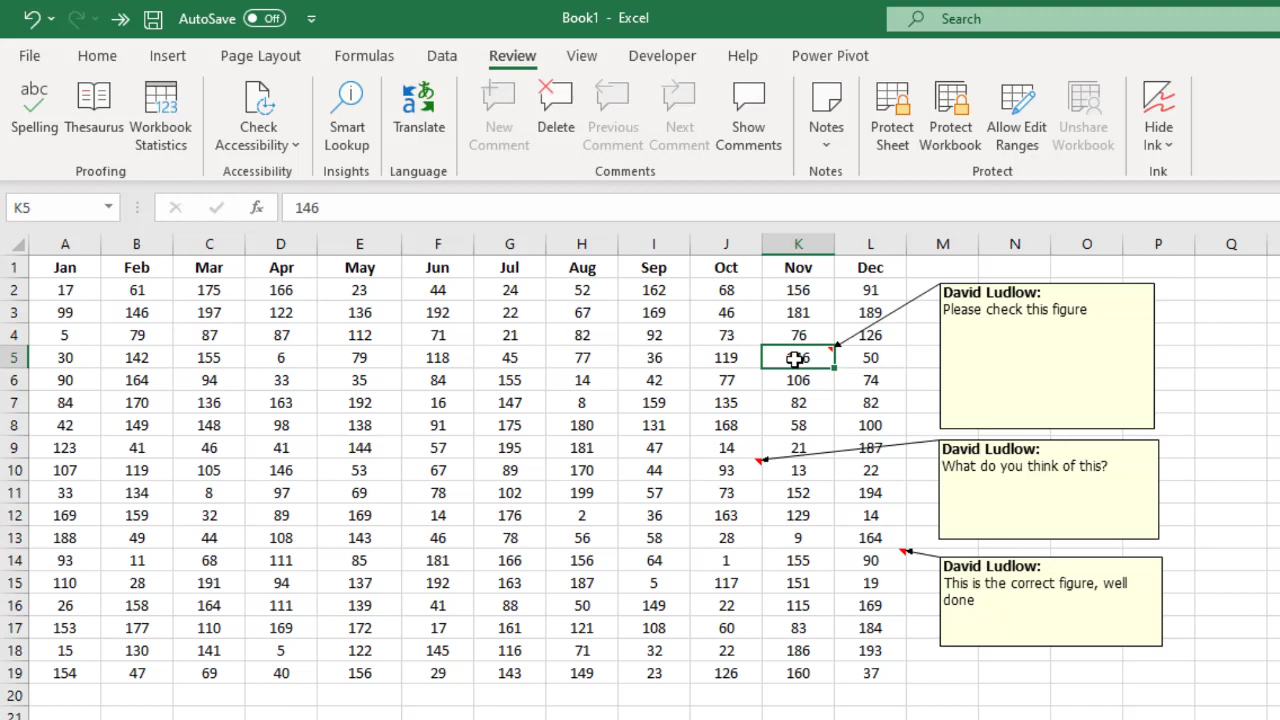 AutoSave Off Book1 - Excel Search
File Home Insert Page Layout Formulas Data Review View Developer Help Power Pivot
abc 123
Spelling Thesaurus Workbook Statistics Check Accessibility Smart Lookup Translate New Comment Delete Previous Comment Next Comment Show Comments Notes Protect Sheet Protect Workbook Allow Edit Ranges Unshare Workbook Hide Ink
Proofing Accessibility Insights Language Comments Notes Protect Ink
K5 fx 146
A B C D E F G H I J K L M N O P Q
1 Jan Feb Mar Apr May Jun Jul Aug Sep Oct Nov Dec
2 17 61 175 166 23 44 24 52 162 68 156 91
3 99 146 197 122 136 192 22 67 169 46 181 189
4 5 79 87 87 112 71 21 82 92 73 76 126
5 30 142 155 6 79 118 45 77 36 119 50
6 90 164 94 33 35 84 155 14 42 77 106 74
7 84 170 136 163 192 16 147 8 159 135 82 82
8 42 149 148 98 138 91 175 180 131 168 58 100
9 123 41 46 41 144 57 195 181 47 14 21 187
10 107 119 105 146 53 67 89 170 44 93 13 22
11 33 134 8 97 69 78 102 199 57 73 152 194
12 169 159 32 89 169 14 176 2 36 163 129 14
13 188 49 44 108 143 46 78 56 58 28 9 164
14 93 11 68 111 85 181 166 156 64 1 155 90
15 110 28 191 94 137 192 163 187 5 117 151 19
16 26 158 164 111 139 41 88 50 149 22 115 169
17 153 177 110 169 172 17 161 121 108 60 83 184
18 15 130 141 5 122 145 116 71 32 22 186 193
19 154 47 69 40 156 29 143 149 23 126 160 37
20
21
David Ludlow:
Please check this figure
David Ludlow:
What do you think of this?
David Ludlow:
This is the correct figure, well
done